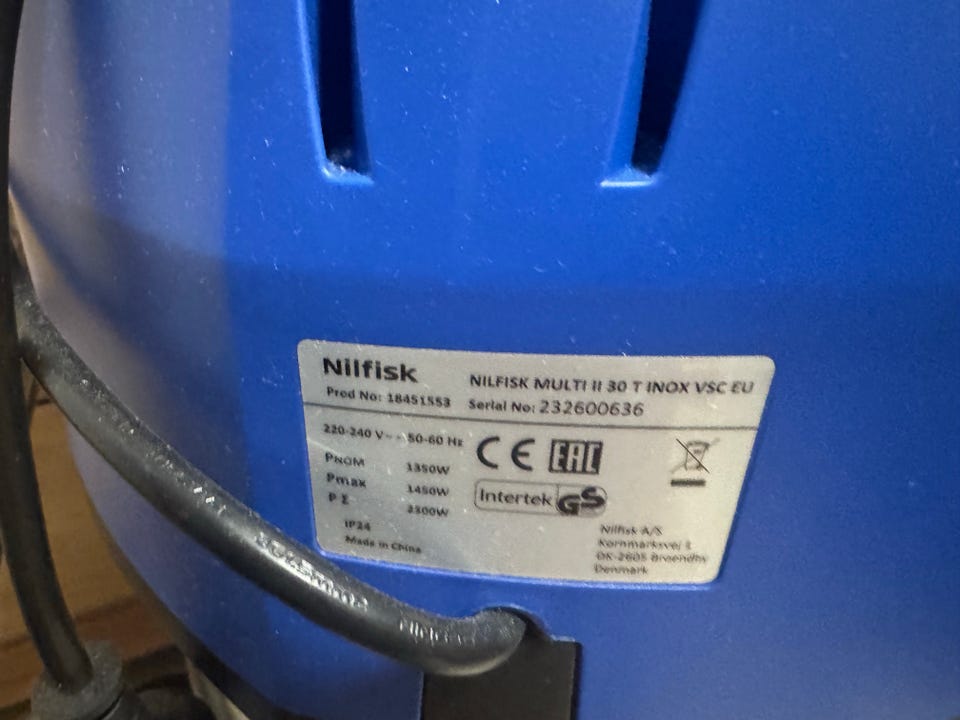 Nilfisk
NILFISK MULTI II 30 T INOX VSC EU
Prod No: 18451553
Serial No: 232600636
220-240 V~ 50-60 Hz
PNOM 1350W
Pmax 1450W
P Σ 2300W
IP24
Made in China
CE EAC
Intertek GS
Nilfisk A/S
Kornmarksvej 1
DK-2605 Broendby
Denmark